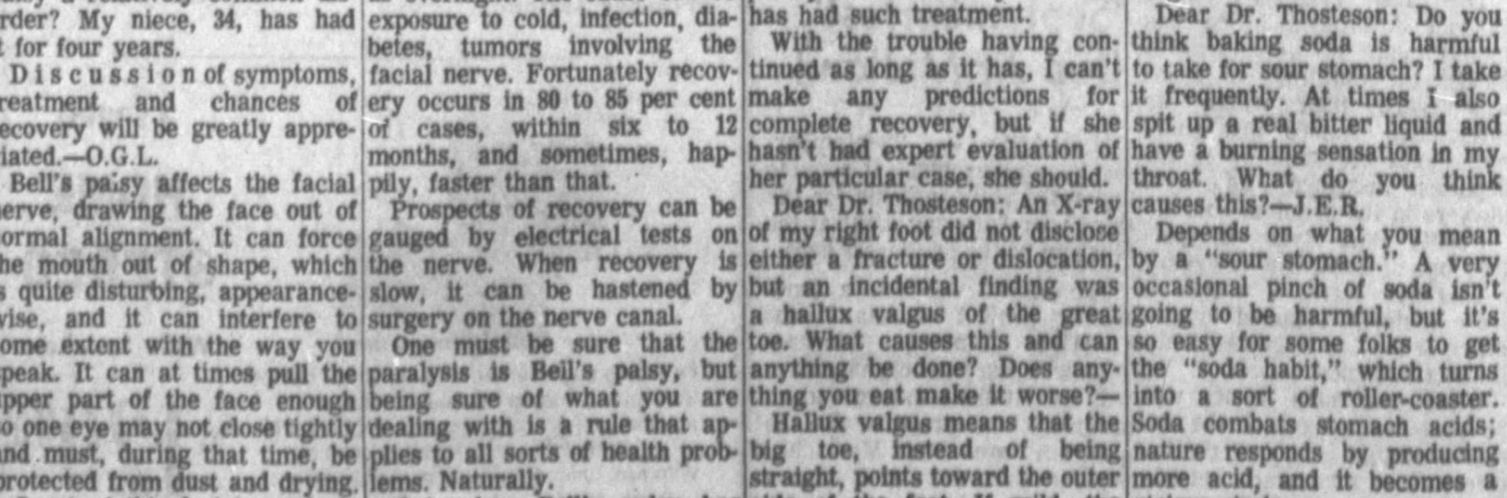 rder? My niece, 34, has had
for four years.
Discussion of symptoms,
reatment and chances of
ecovery will be greatly appre-
iated.—O.G.L.
Bell's palsy affects the facial
erve, drawing the face out of
ormal alignment. It can force
he mouth out of shape, which
s quite disturbing, appearance-
wise, and it can interfere to
ome extent with the way you
peak. It can at times pull the
pper part of the face enough
o one eye may not close tightly
nd must, during that time, be
protected from dust and drying.
exposure to cold, infection, dia-
betes, tumors involving the
facial nerve. Fortunately recov-
ery occurs in 80 to 85 per cent
of cases, within six to 12
months, and sometimes, hap-
pily, faster than that.
Prospects of recovery can be
gauged by electrical tests on
the nerve. When recovery is
slow, it can be hastened by
surgery on the nerve canal.
One must be sure that the
paralysis is Bell's palsy, but
being sure of what you are
dealing with is a rule that ap-
plies to all sorts of health prob-
lems. Naturally.
has had such treatment.
With the trouble having con-
tinued as long as it has, I can't
make any predictions for
complete recovery, but if she
hasn't had expert evaluation of
her particular case, she should.
Dear Dr. Thosteson: An X-ray
of my right foot did not disclose
either a fracture or dislocation,
but an incidental finding was
a hallux valgus of the great
toe. What causes this and can
anything be done? Does any-
thing you eat make it worse?—
Hallux valgus means that the
big toe, instead of being
straight, points toward the outer
Dear Dr. Thosteson: Do you
think baking soda is harmful
to take for sour stomach? I take
it frequently. At times I also
spit up a real bitter liquid and
have a burning sensation in my
throat. What do you think
causes this?—J.E.R.
Depends on what you mean
by a "sour stomach." A very
occasional pinch of soda isn't
going to be harmful, but it's
so easy for some folks to get
the "soda habit," which turns
into a sort of roller-coaster.
Soda combats stomach acids;
nature responds by producing
more acid, and it becomes a